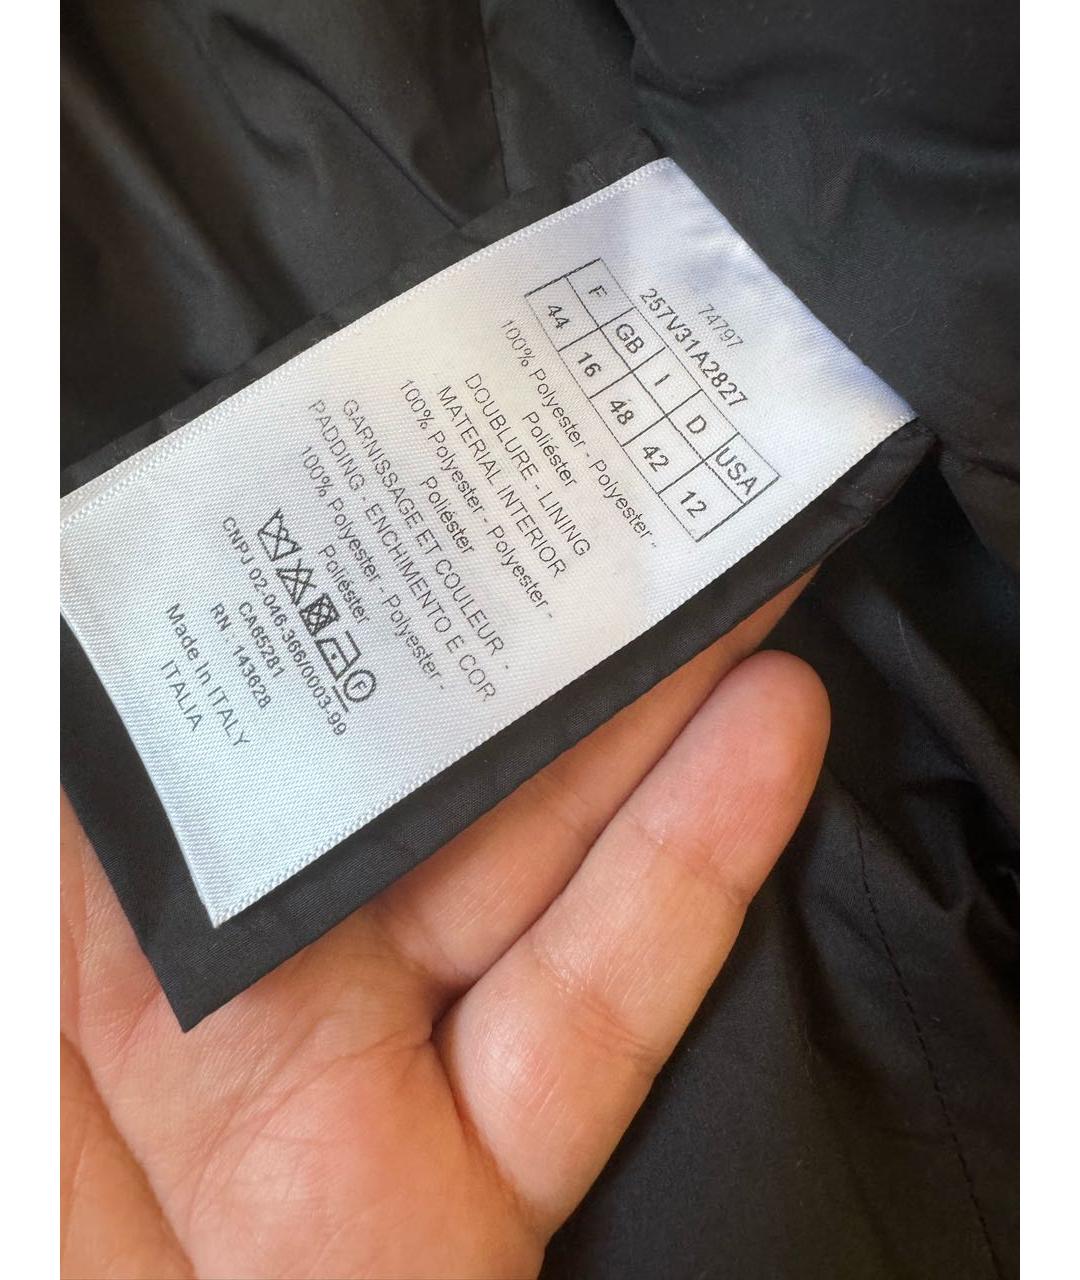 74797
257V31A2827
F GB I D USA
44 16 48 42 12
100% Polyester - Polyester -
Poliéster
DOUBLURE - LINING
MATERIAL INTERIOR
100% Polyester - Polyester -
Poliéster
GARNISSAGE ET COULEUR -
PADDING - ENCHIMENTO E COR
100% Polyester - Polyester -
Poliéster
F
CNPJ 02.046.366/0003-99
CA65281
RN - 143628
Made In ITALY
ITALIA